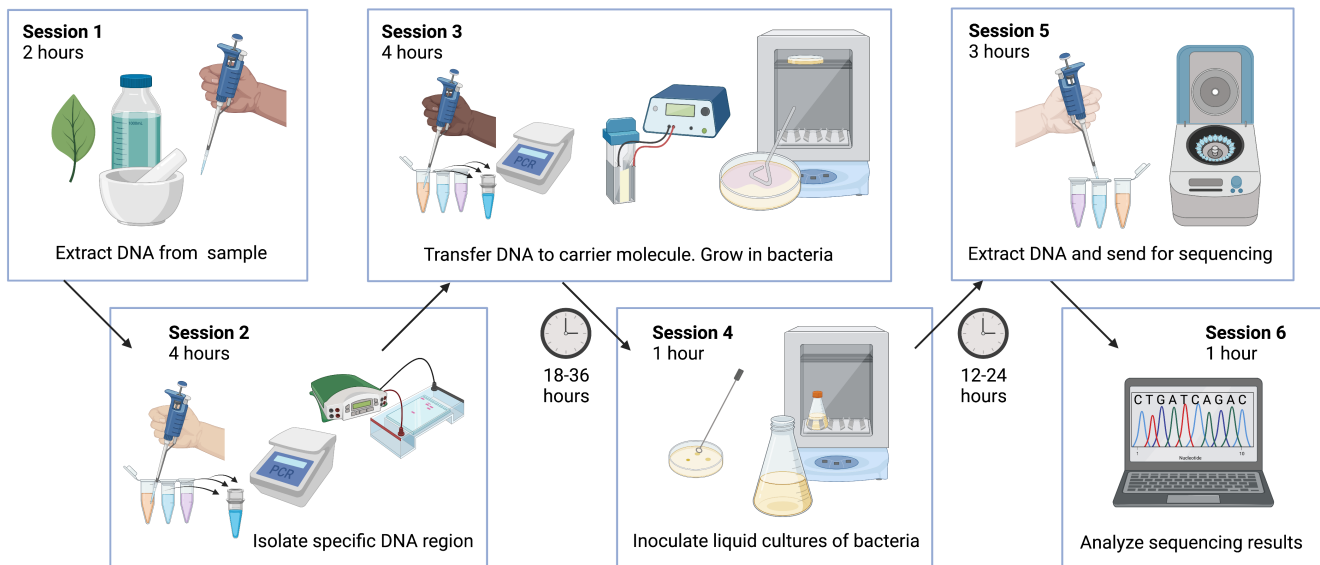 Session 1
2 hours
Extract DNA from sample
Session 2
4 hours
PCR
Isolate specific DNA region
Session 3
4 hours
PCR
Transfer DNA to carrier molecule. Grow in bacteria
18-36
hours
Session 4
1 hour
Inoculate liquid cultures of bacteria
12-24
hours
Session 5
3 hours
Extract DNA and send for sequencing
Session 6
1 hour
CTGATCAGAC
1
10
Nucleotide
Analyze sequencing results